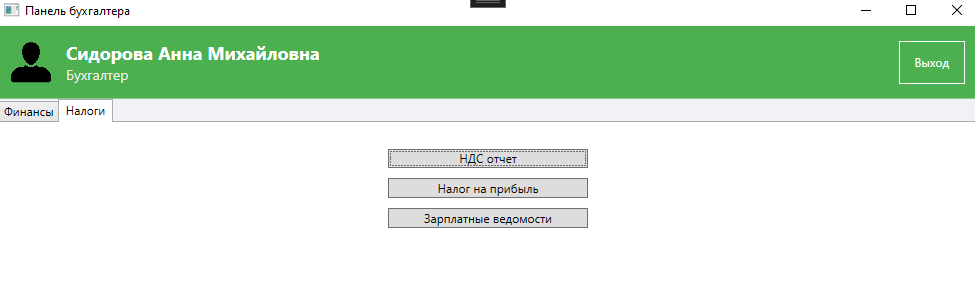 Панель бухгалтера
Сидорова Анна Михайловна
Бухгалтер
Выход
Финансы
Налоги
НДС отчет
Налог на прибыль
Зарплатные ведомости